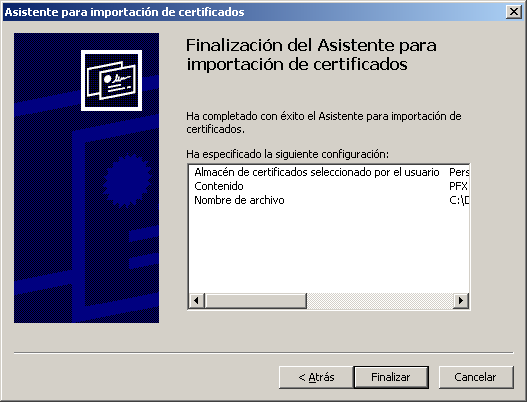 Asistente para importación de certificados
Finalización del Asistente para
importación de certificados
Ha completado con éxito el Asistente para importación de
certificados.
Ha especificado la siguiente configuración:
Almacén de certificados seleccionado por el usuario Pers
Contenido PFX
Nombre de archivo C:\D
< Atrás Finalizar Cancelar